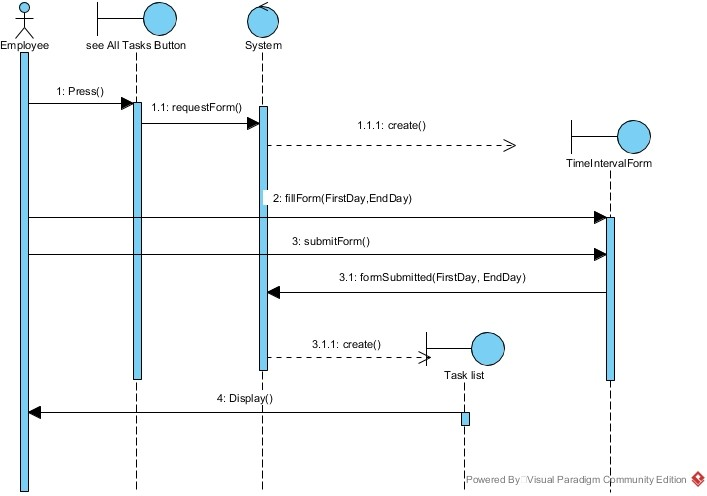 Employee
see All Tasks Button
System
1: Press()
1.1: requestForm()
1.1.1: create()
TimeIntervalForm
2: fillForm(FirstDay,EndDay)
3: submitForm()
3.1: formSubmitted(FirstDay, EndDay)
3.1.1: create()
Task list
4: Display()
Powered By Visual Paradigm Community Edition